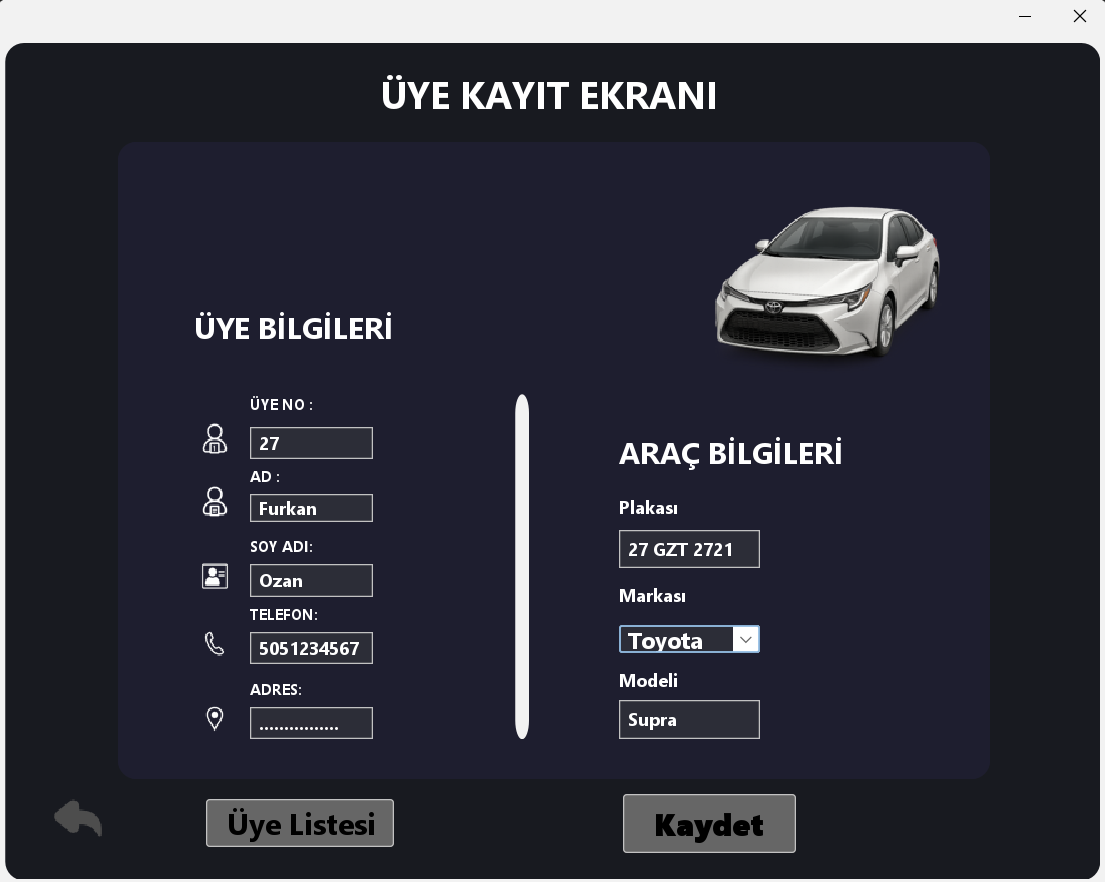 ÜYE KAYIT EKRANI
ÜYE BİLGİLERİ
ÜYE NO :
27
AD :
Furkan
SOY ADI:
Ozan
TELEFON:
5051234567
ADRES:
................
ARAÇ BİLGİLERİ
Plakası
27 GZT 2721
Markası
Toyota
Modeli
Supra
Üye Listesi
Kaydet